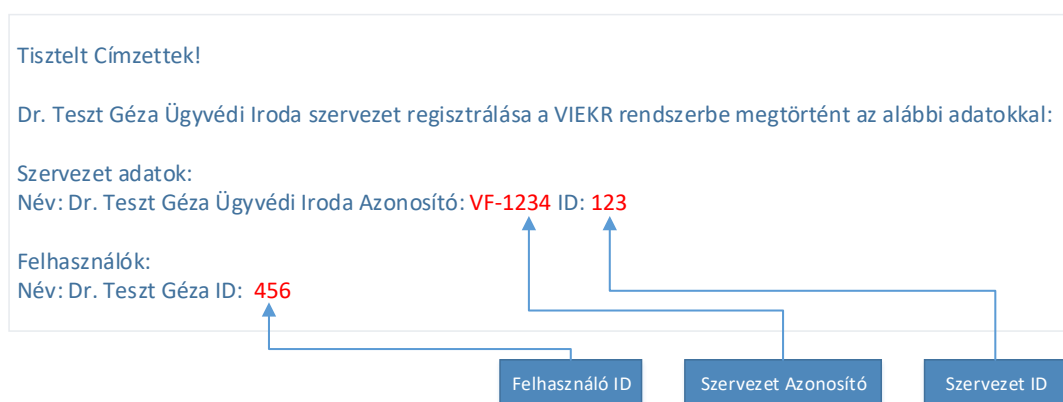 Tisztelt Címzettek!
Dr. Teszt Géza Ügyvédi Iroda szervezet regisztrálása a VIEKR rendszerbe megtörtént az alábbi adatokkal:
Szervezet adatok:
Név: Dr. Teszt Géza Ügyvédi Iroda Azonosító: VF-1234 ID: 123
Felhasználók:
Név: Dr. Teszt Géza ID: 456
Felhasználó ID
Szervezet Azonosító
Szervezet ID